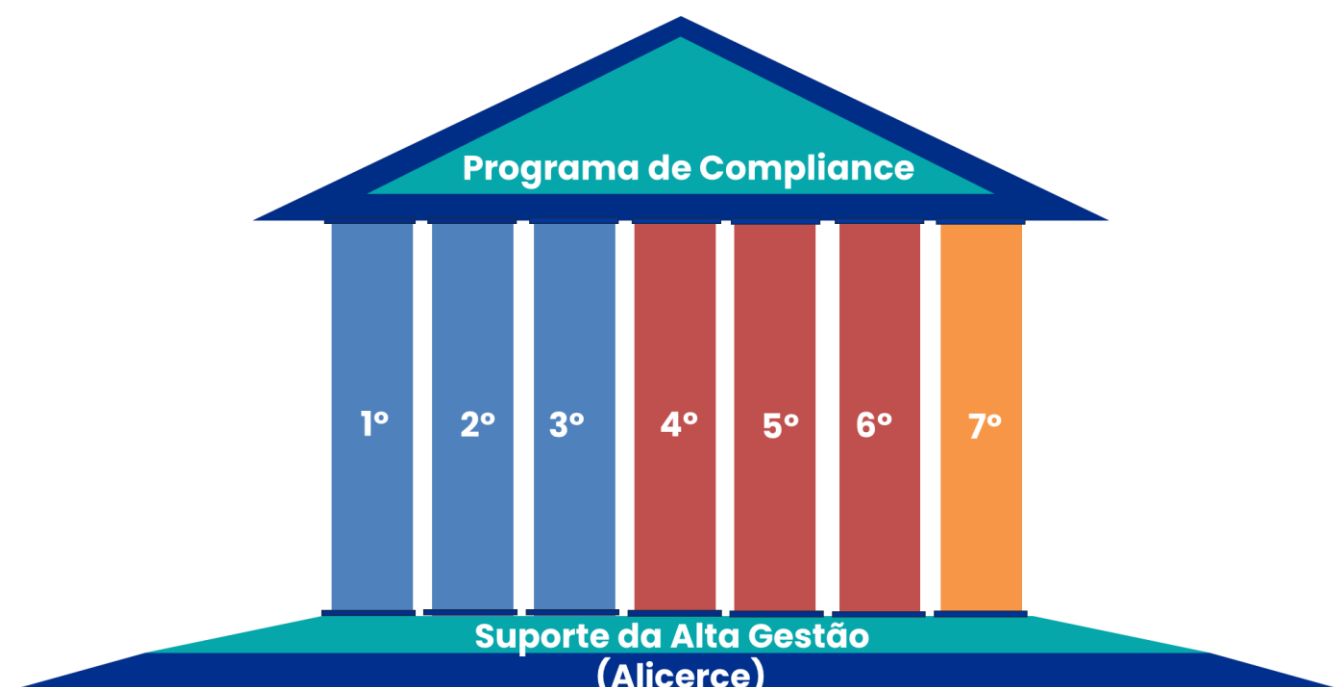 Programa de Compliance
1º 2º 3º 4º 5º 6º 7º
Suporte da Alta Gestão
(Alicerce)